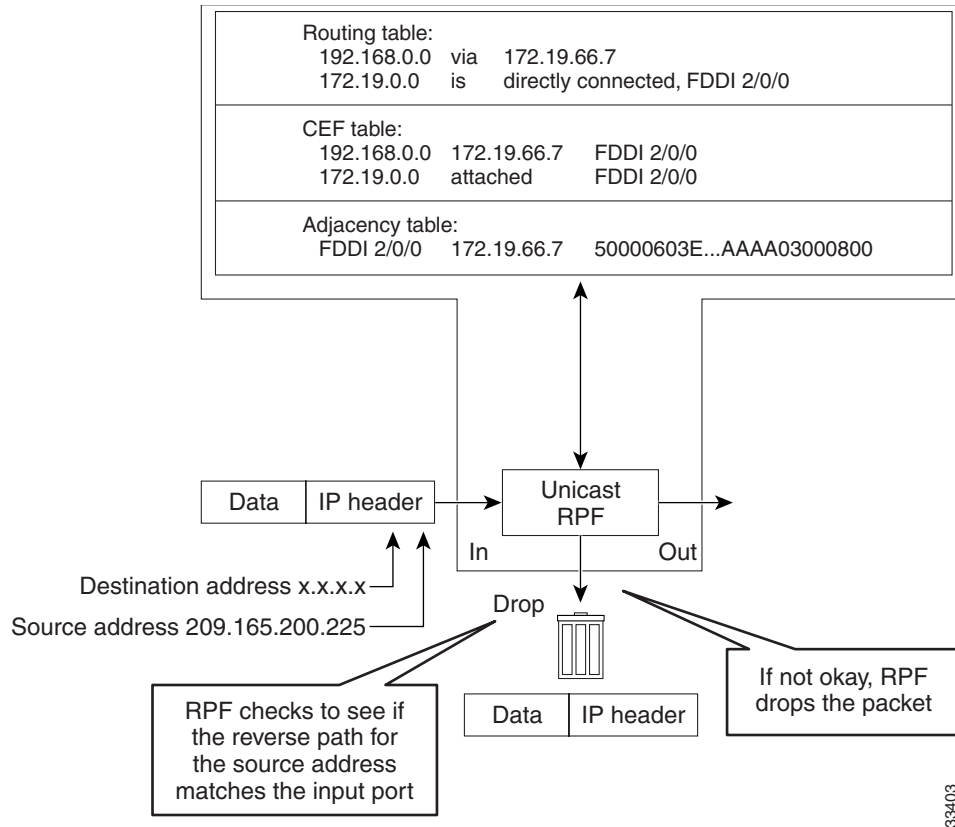 Routing table:
192.168.0.0 via 172.19.66.7
172.19.0.0 is directly connected, FDDI 2/0/0
CEF table:
192.168.0.0 172.19.66.7 FDDI 2/0/0
172.19.0.0 attached FDDI 2/0/0
Adjacency table:
FDDI 2/0/0 172.19.66.7 50000603E...AAAA03000800
Data
IP header
Unicast
RPF
In
Out
Destination address x.x.x.x
Source address 209.165.200.225
Drop
RPF checks to see if
the reverse path for
the source address
matches the input port
Data
IP header
If not okay, RPF
drops the packet
33403